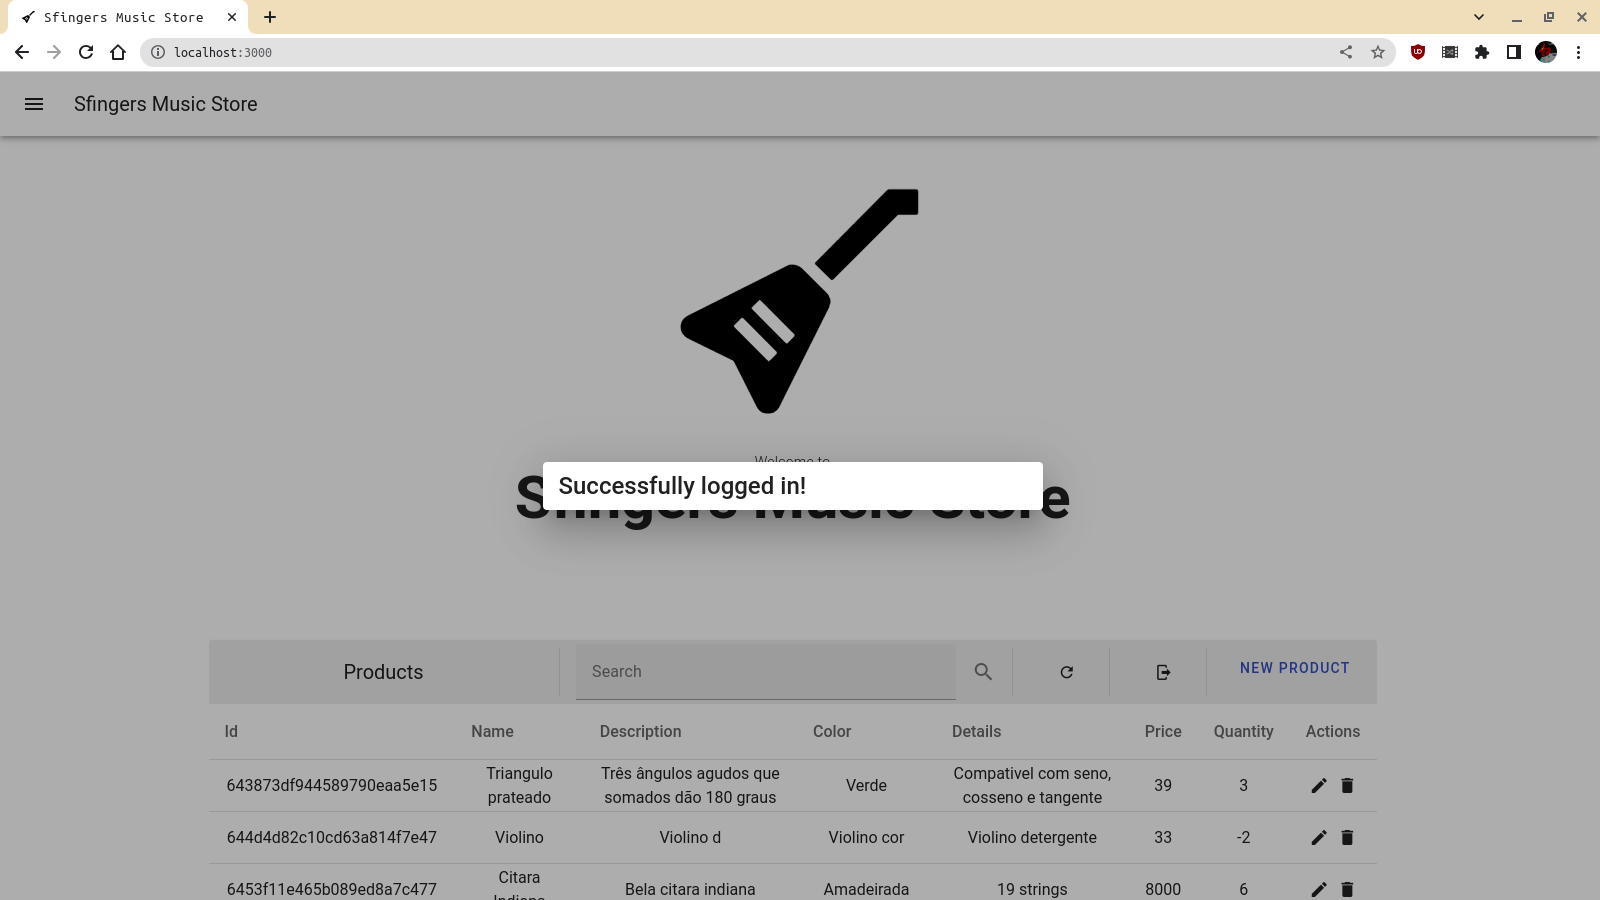 Sfingers Music Store
localhost:3000
Sfingers Music Store
Welcome to
Successfully logged in!
Sfingers Music Store
Products
Search
NEW PRODUCT
Id Name Description Color Details Price Quantity Actions
643873df944589790eaa5e15 Triangulo prateado Três ângulos agudos que somados dão 180 graus Verde Compativel com seno, cosseno e tangente 39 3
644d4d82c10cd63a814f7e47 Violino Violino d Violino cor Violino detergente 33 -2
6453f11e465b089ed8a7c477 Citara Indiana Bela citara indiana Amadeirada 19 strings 8000 6